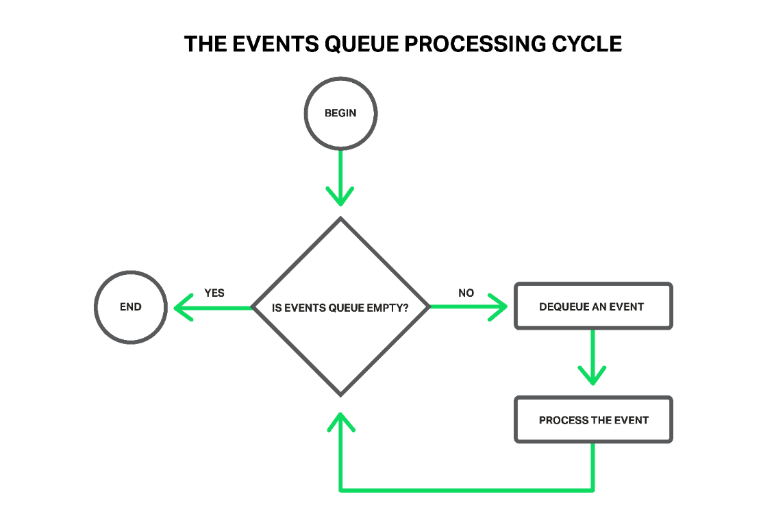 THE EVENTS QUEUE PROCESSING CYCLE
BEGIN
YES
NO
END
IS EVENTS QUEUE EMPTY?
DEQUEUE AN EVENT
PROCESS THE EVENT